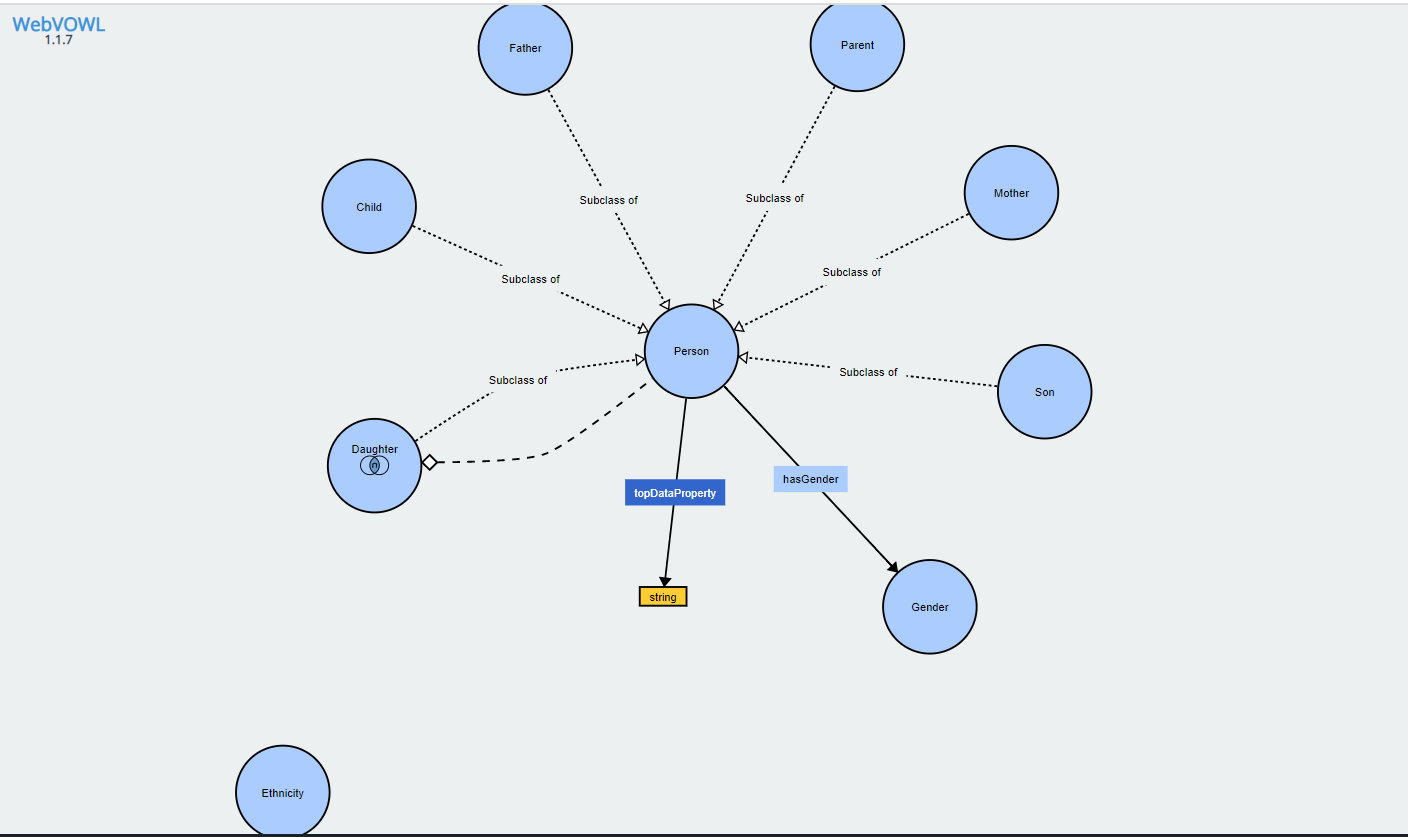 WebVOWL
1.1.7
Father
Parent
Child
Subclass of
Subclass of
Mother
Subclass of
Subclass of
Person
Subclass of
Subclass of
Son
Daughter
∩
topDataProperty
hasGender
string
Gender
Ethnicity